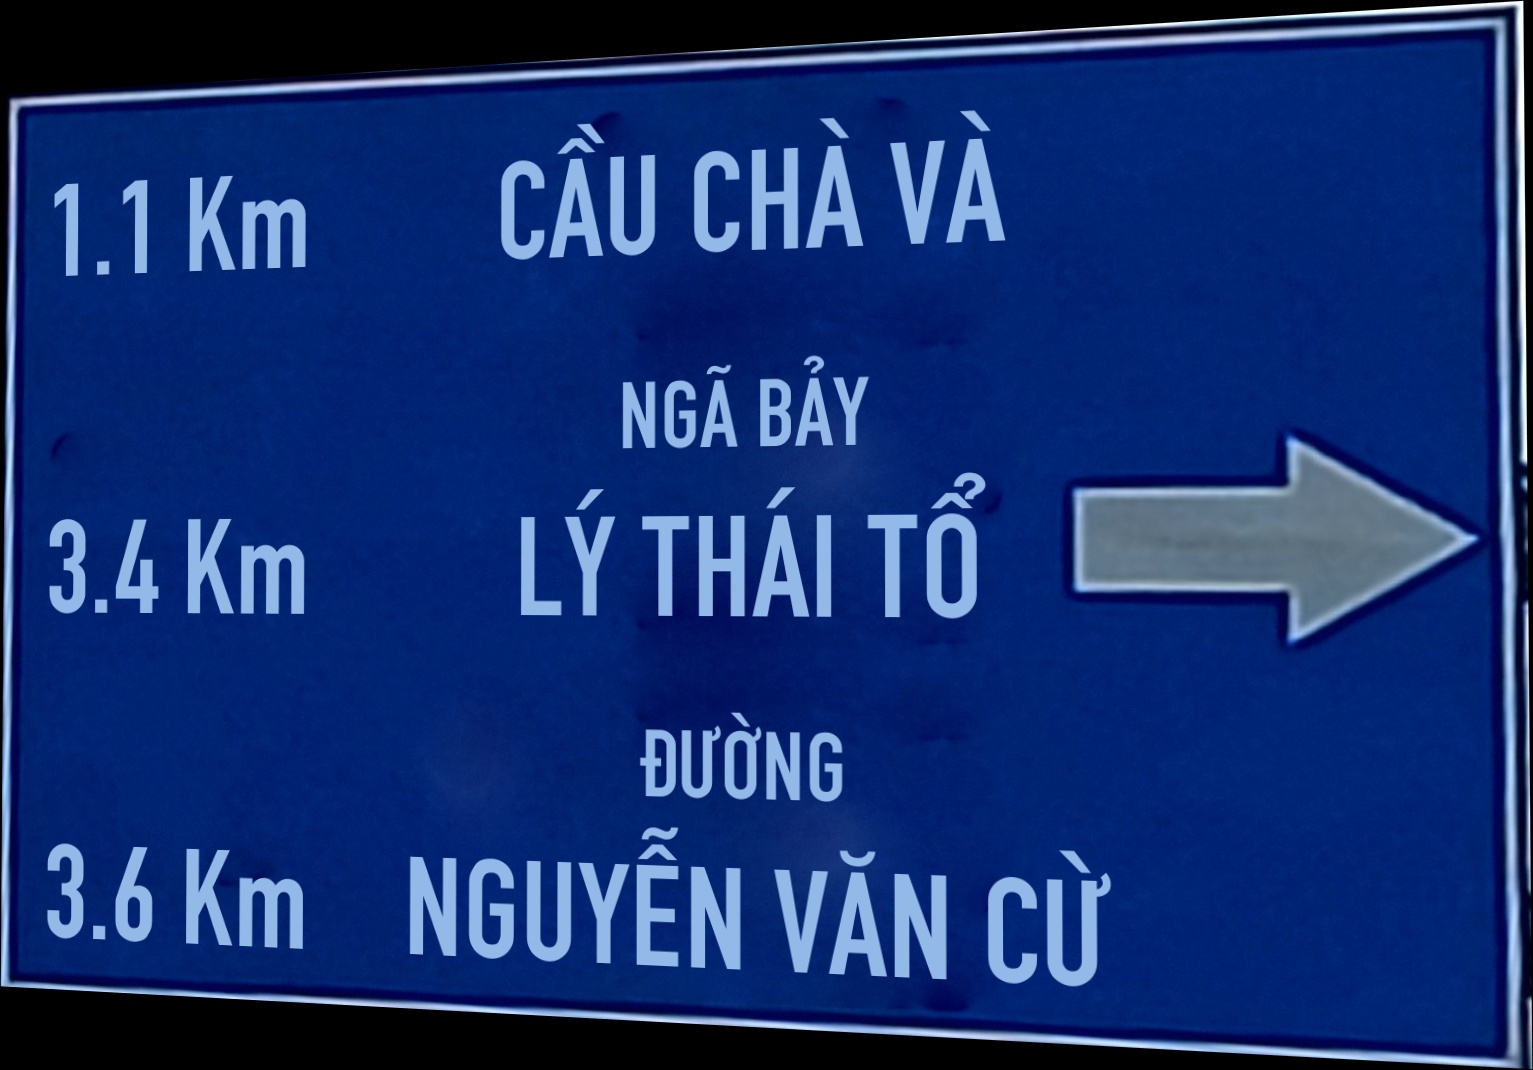 1.1 Km CẦU CHÀ VÀ
NGÃ BẢY
3.4 Km LÝ THÁI TỔ
ĐƯỜNG
3.6 Km NGUYỄN VĂN CỪ